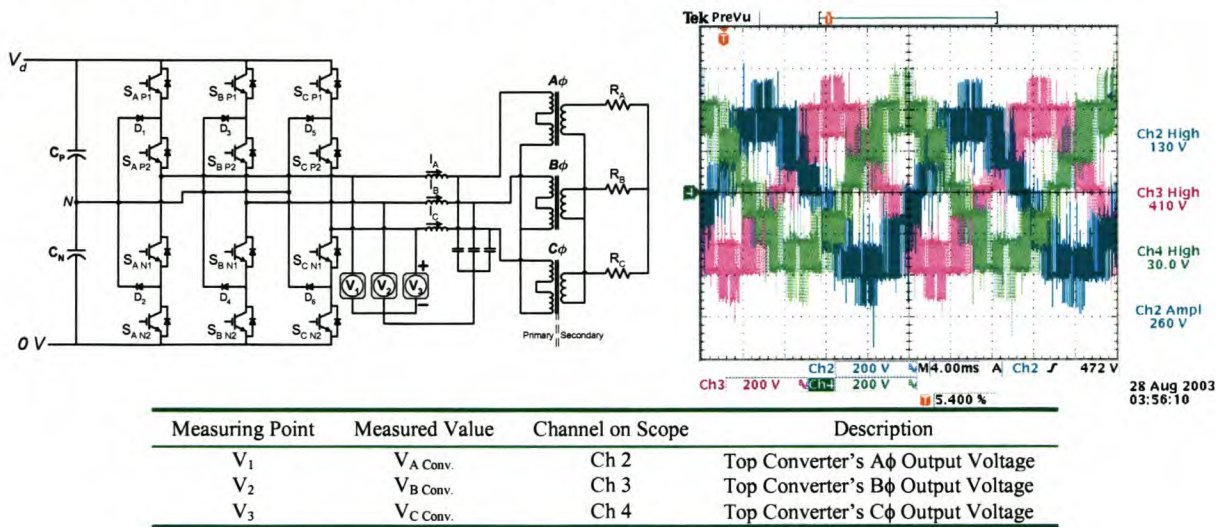 V_d
S_A P1
S_B P1
S_C P1
D_1
D_3
D_5
C_P
S_A P2
S_B P2
S_C P2
N
C_N
S_A N1
S_B N1
S_C N1
D_2
D_4
D_6
S_A N2
S_B N2
S_C N2
0 V
I_A
I_B
I_C
V_1
V_2
V_3
+
−
Aϕ
Bϕ
Cϕ
R_A
R_B
R_C
Primary || Secondary
Tek PreVu
T
Ch2 High
130 V
Ch3 High
410 V
Ch4 High
30.0 V
Ch2 Ampl
260 V
Ch2 200 V M 4.00ms A Ch2 472 V
Ch3 200 V Ch4 200 V
T 5.400 %
28 Aug 2003
03:56:10
Measuring Point Measured Value Channel on Scope Description
V_1 V_A Conv. Ch 2 Top Converter's Aϕ Output Voltage
V_2 V_B Conv. Ch 3 Top Converter's Bϕ Output Voltage
V_3 V_C Conv. Ch 4 Top Converter's Cϕ Output Voltage